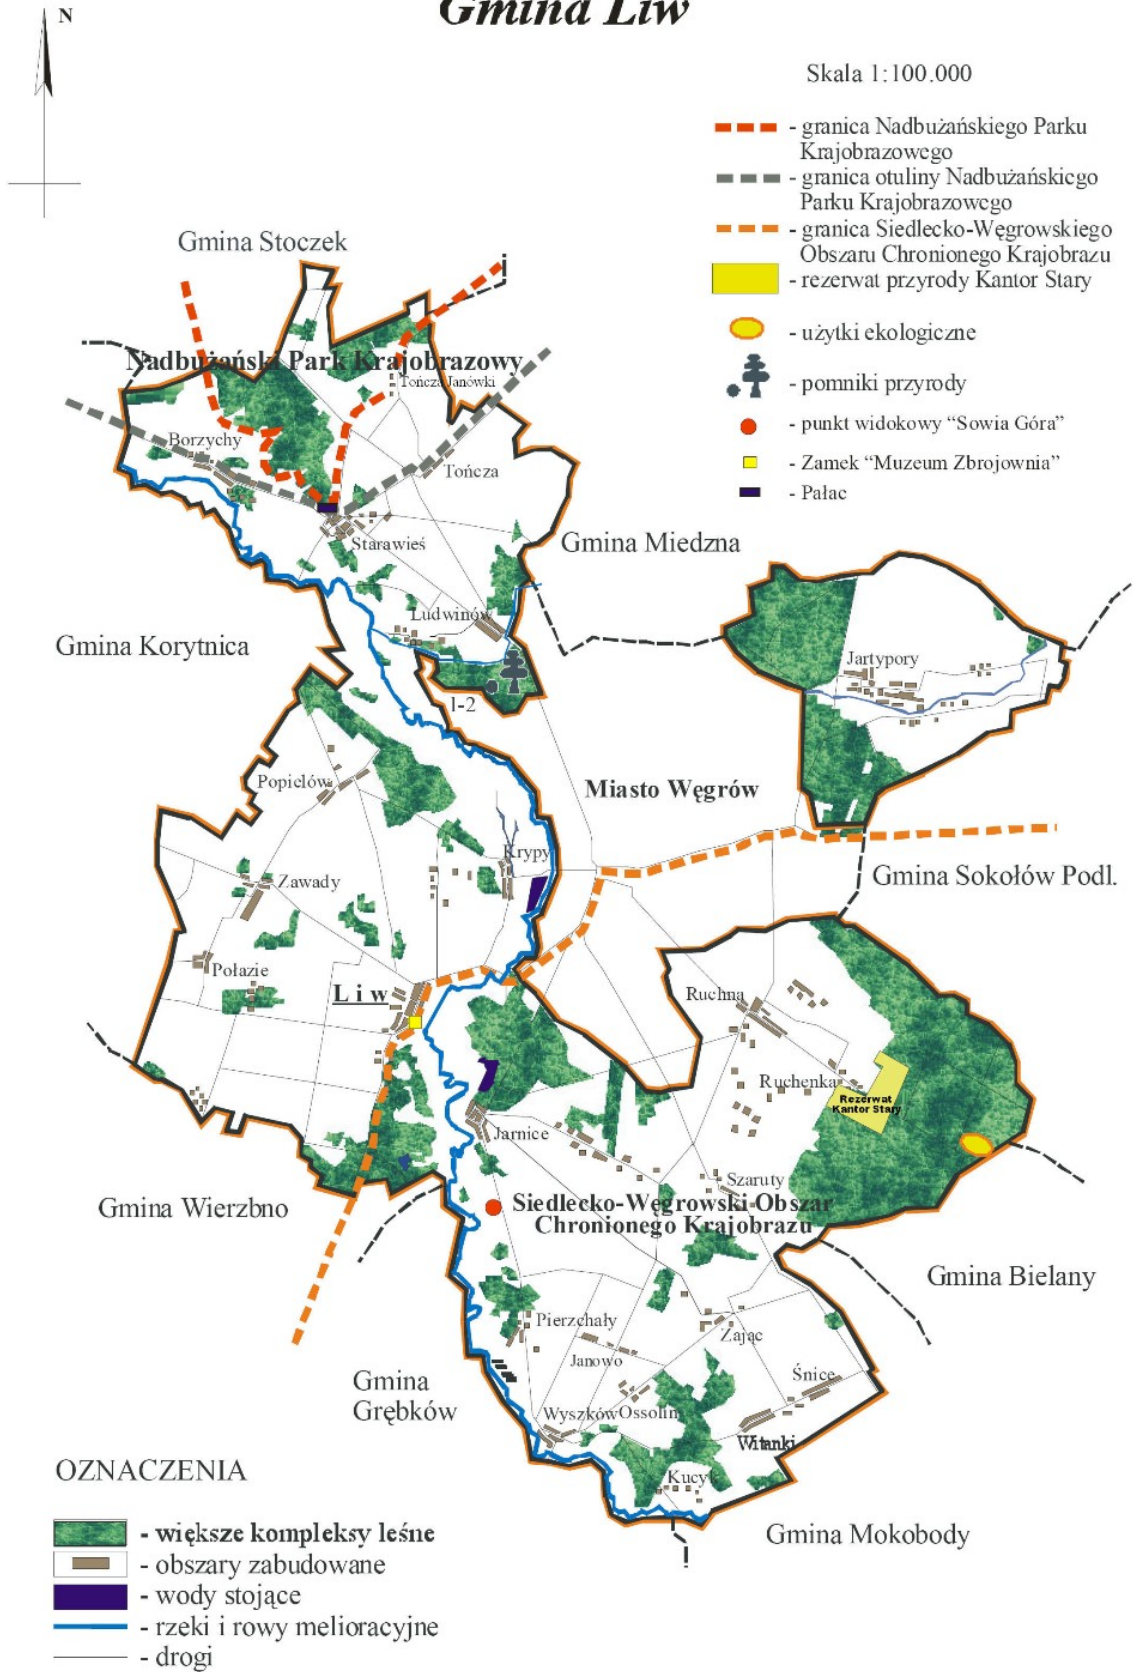 Gmina Liw
N
Skala 1:100.000
- granica Nadbużańskiego Parku
Krajobrazowego
- granica otuliny Nadbużańskiego
Parku Krajobrazowego
- granica Siedlecko-Węgrowskiego
Obszaru Chronionego Krajobrazu
- rezerwat przyrody Kantor Stary
- użytki ekologiczne
- pomniki przyrody
- punkt widokowy “Sowia Góra”
- Zamek “Muzeum Zbrojownia”
- Pałac
Gmina Stoczek
Nadbużański Park Krajobrazowy
Tończa Janówki
Borzychy
Tończa
Starawieś
Gmina Miedzna
Ludwinów
Gmina Korytnica
Jartypory
1-2
Popielów
Miasto Węgrów
Krypy
Zawady
Gmina Sokołów Podl.
Połazie
Liw
Ruchna
Ruchenka
Rezerwat
Kantor Stary
Jarnice
Szaruty
Gmina Wierzbno
Siedlecko-Węgrowski Obszar
Chronionego Krajobrazu
Gmina Bielany
Pierzchały
Zając
Janowo
Śnice
Gmina
Grębków
Wyszków
Ossolin
Witanki
Kucyk
Gmina Mokobody
OZNACZENIA
- większe kompleksy leśne
- obszary zabudowane
- wody stojące
- rzeki i rowy melioracyjne
- drogi